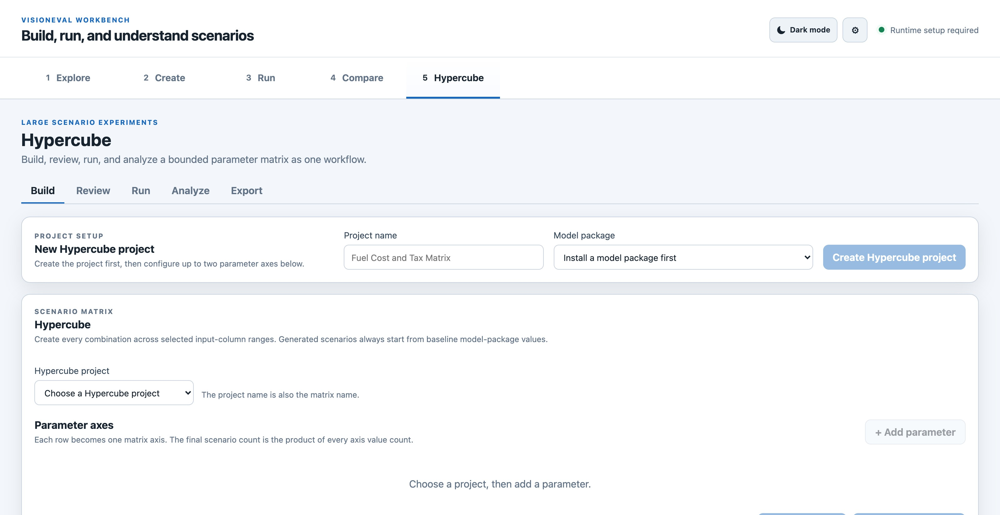 VISIONEVAL WORKBENCH
Build, run, and understand scenarios
Dark mode
Runtime setup required
1 Explore
2 Create
3 Run
4 Compare
5 Hypercube
LARGE SCENARIO EXPERIMENTS
Hypercube
Build, review, run, and analyze a bounded parameter matrix as one workflow.
Build
Review
Run
Analyze
Export
PROJECT SETUP
New Hypercube project
Create the project first, then configure up to two parameter axes below.
Project name
Fuel Cost and Tax Matrix
Model package
Install a model package first
Create Hypercube project
SCENARIO MATRIX
Hypercube
Create every combination across selected input-column ranges. Generated scenarios always start from baseline model-package values.
Hypercube project
Choose a Hypercube project
The project name is also the matrix name.
Parameter axes
Each row becomes one matrix axis. The final scenario count is the product of every axis value count.
+ Add parameter
Choose a project, then add a parameter.